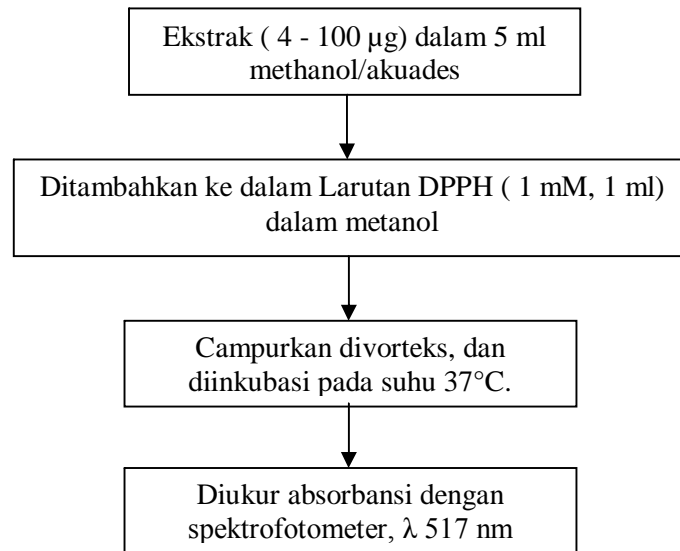 Ekstrak ( 4 - 100 µg) dalam 5 ml
methanol/akuades
Ditambahkan ke dalam Larutan DPPH ( 1 mM, 1 ml)
dalam metanol
Campurkan divorteks, dan
diinkubasi pada suhu 37°C.
Diukur absorbansi dengan
spektrofotometer, λ 517 nm